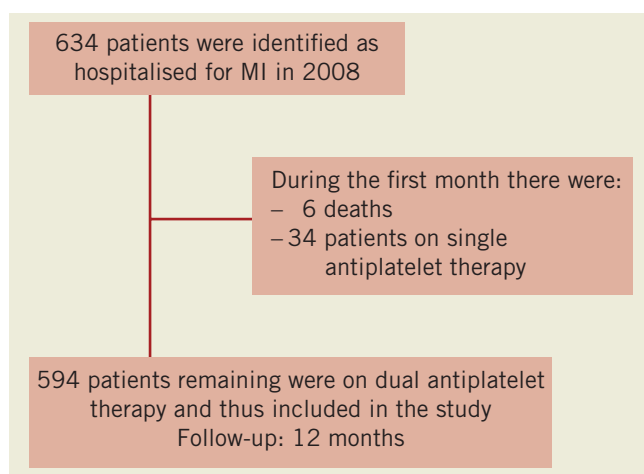 634 patients were identified as
hospitalised for MI in 2008
During the first month there were:
– 6 deaths
– 34 patients on single
antiplatelet therapy
594 patients remaining were on dual antiplatelet
therapy and thus included in the study
Follow-up: 12 months